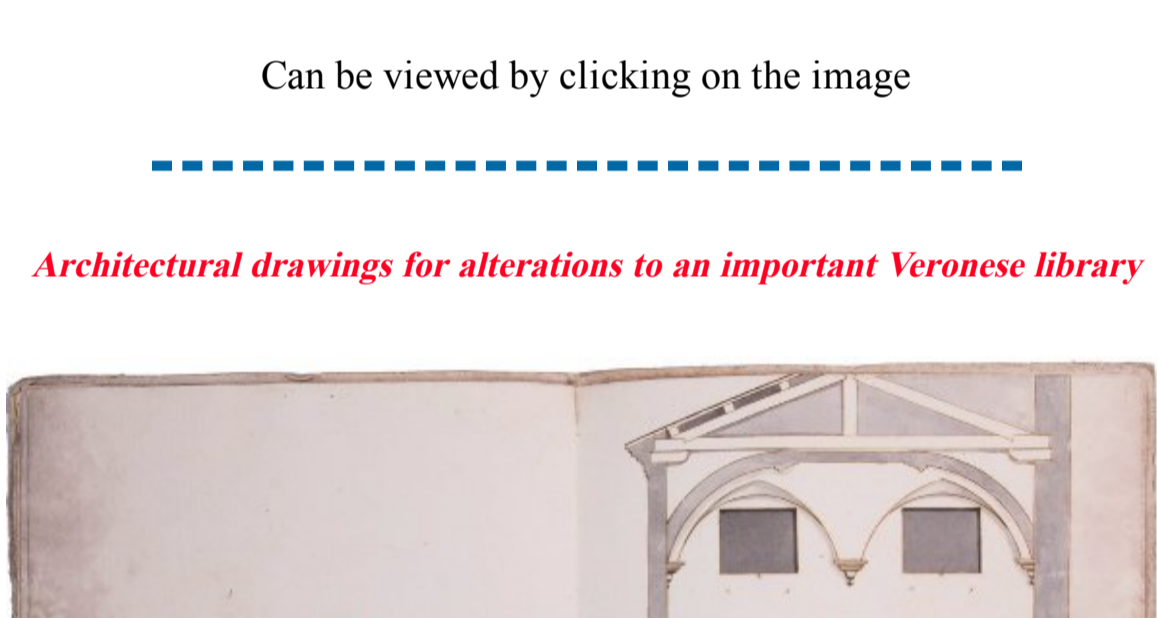 Can be viewed by clicking on the image
Architectural drawings for alterations to an important Veronese library